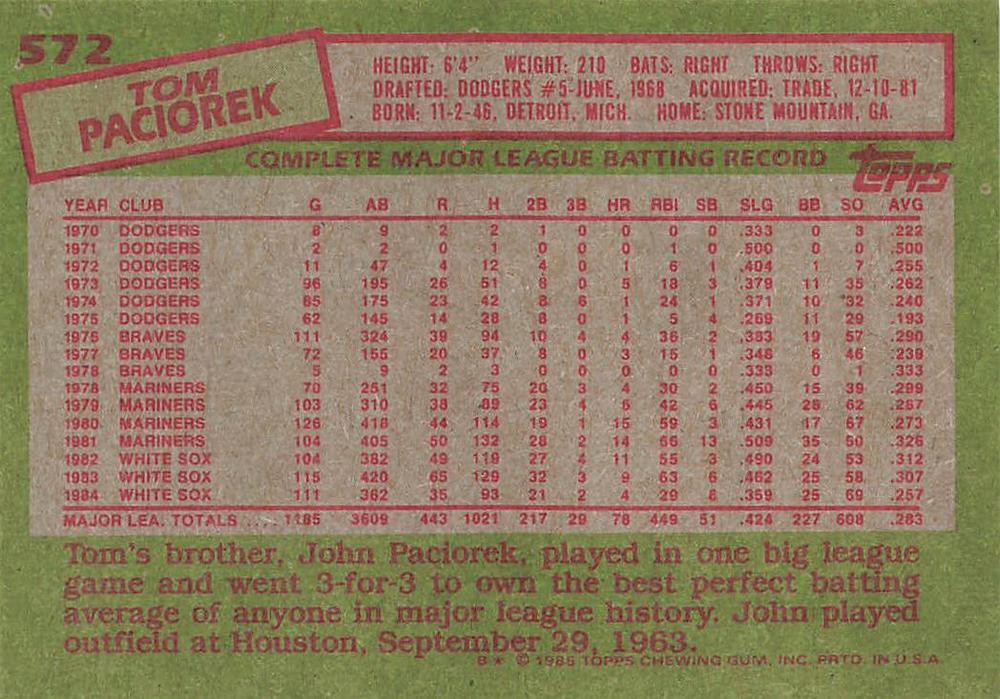 572
TOM
PACIOREK
HEIGHT: 6'4" WEIGHT: 210 BATS: RIGHT THROWS: RIGHT
DRAFTED: DODGERS #5-JUNE, 1968 ACQUIRED: TRADE, 12-10-81
BORN: 11-2-46, DETROIT, MICH. HOME: STONE MOUNTAIN, GA.
COMPLETE MAJOR LEAGUE BATTING RECORD
Topps
YEAR CLUB G AB R H 2B 3B HR RBI SB SLG BB SO AVG
1970 DODGERS 8 9 2 2 1 0 0 0 0 .333 0 3 .222
1971 DODGERS 2 2 0 1 0 0 0 1 0 .500 0 0 .500
1972 DODGERS 11 47 4 12 4 0 1 6 1 .404 1 7 .255
1973 DODGERS 96 195 26 51 8 0 5 18 3 .379 11 35 .262
1974 DODGERS 85 175 23 42 8 6 1 24 1 .371 10 32 .240
1975 DODGERS 62 145 14 28 8 0 1 5 4 .269 11 29 .193
1976 BRAVES 111 324 39 94 10 4 4 36 2 .383 19 57 .290
1977 BRAVES 72 155 20 37 8 0 3 15 1 .348 6 46 .239
1978 BRAVES 5 9 2 3 0 0 0 0 0 .333 0 1 .333
1978 MARINERS 70 251 32 75 20 3 4 30 2 .450 15 39 .299
1979 MARINERS 103 310 38 89 23 4 6 42 6 .445 28 62 .287
1980 MARINERS 126 418 44 114 19 1 15 59 3 .431 17 67 .273
1981 MARINERS 104 405 50 132 28 2 14 66 13 .509 35 50 .326
1982 WHITE SOX 104 382 49 119 27 4 11 55 3 .490 24 53 .312
1983 WHITE SOX 115 420 65 129 32 3 9 63 6 .462 25 58 .307
1984 WHITE SOX 111 362 35 93 21 2 4 29 6 .359 25 69 .257
MAJOR LEA. TOTALS .... 1185 3609 443 1021 217 29 78 449 51 .424 227 608 .283
Tom's brother, John Paciorek, played in one big league
game and went 3-for-3 to own the best perfect batting
average of anyone in major league history. John played
outfield at Houston, September 29, 1963.
B * © 1985 TOPPS CHEWING GUM, INC. PRTD. IN U.S.A.